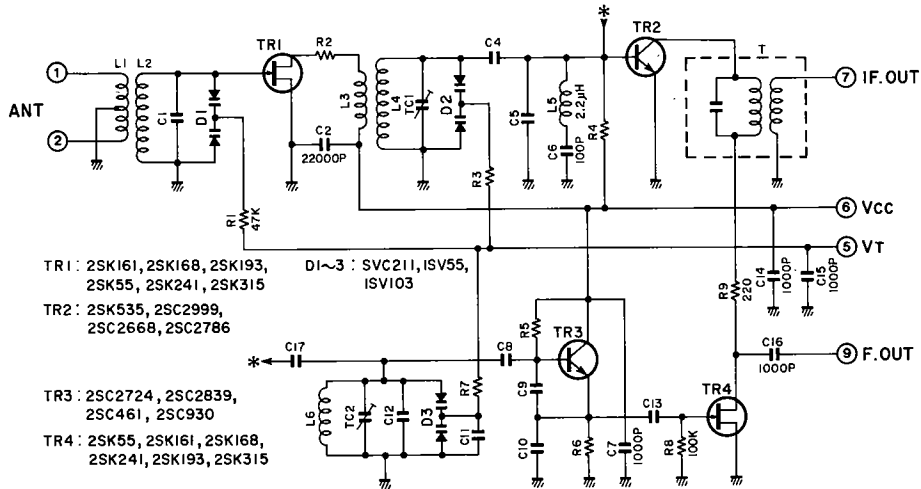 *
TR1
R2
C4
TR2
T
1
L1 L2
7 IF.OUT
ANT
C1
D1
L3
L4
TC1
D2
C5
L5
2.2μH
R4
2
C2
22000P
R3
C6
100P
R1
47K
6 VCC
5 VT
TR1: 2SK161, 2SK168, 2SK193,
2SK55, 2SK241, 2SK315
D1~3: SVC211, 1SV55,
1SV103
C14
1000P
C15
1000P
TR2: 2SK535, 2SC2999,
2SC2668, 2SC2786
R9
220
R5
TR3
C17
C8
C16
1000P
9 F.OUT
*
R7
TR3: 2SC2724, 2SC2839,
2SC461, 2SC930
C9
C13
TR4
L6
TC2
C12
D3
C11
TR4: 2SK55, 2SK161, 2SK168,
2SK241, 2SK193, 2SK315
C10
R6
C7
1000P
R8
100K